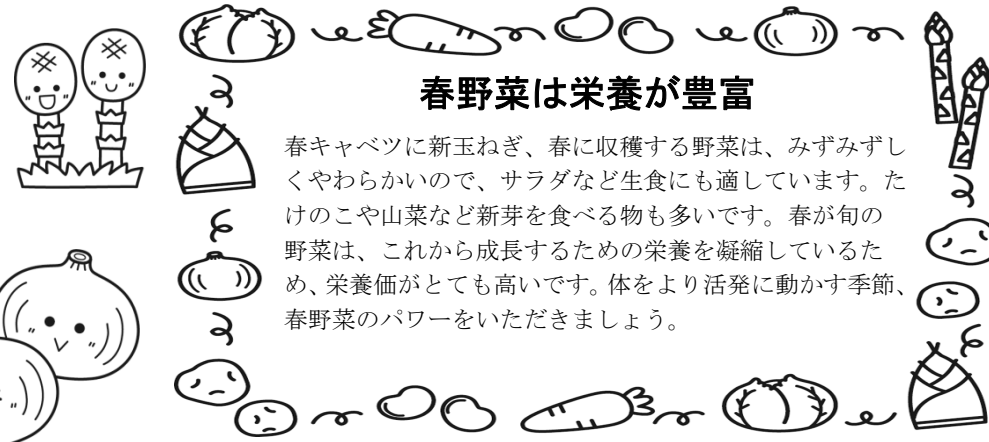 春野菜は栄養が豊富
春キャベツに新玉ねぎ、春に収穫する野菜は、みずみずし
くやわらかいので、サラダなど生食にも適しています。た
けのこや山菜など新芽を食べる物も多いです。春が旬の
野菜は、これから成長するための栄養を凝縮しているた
め、栄養価がとても高いです。体をより活発に動かす季節、
春野菜のパワーをいただきましょう。